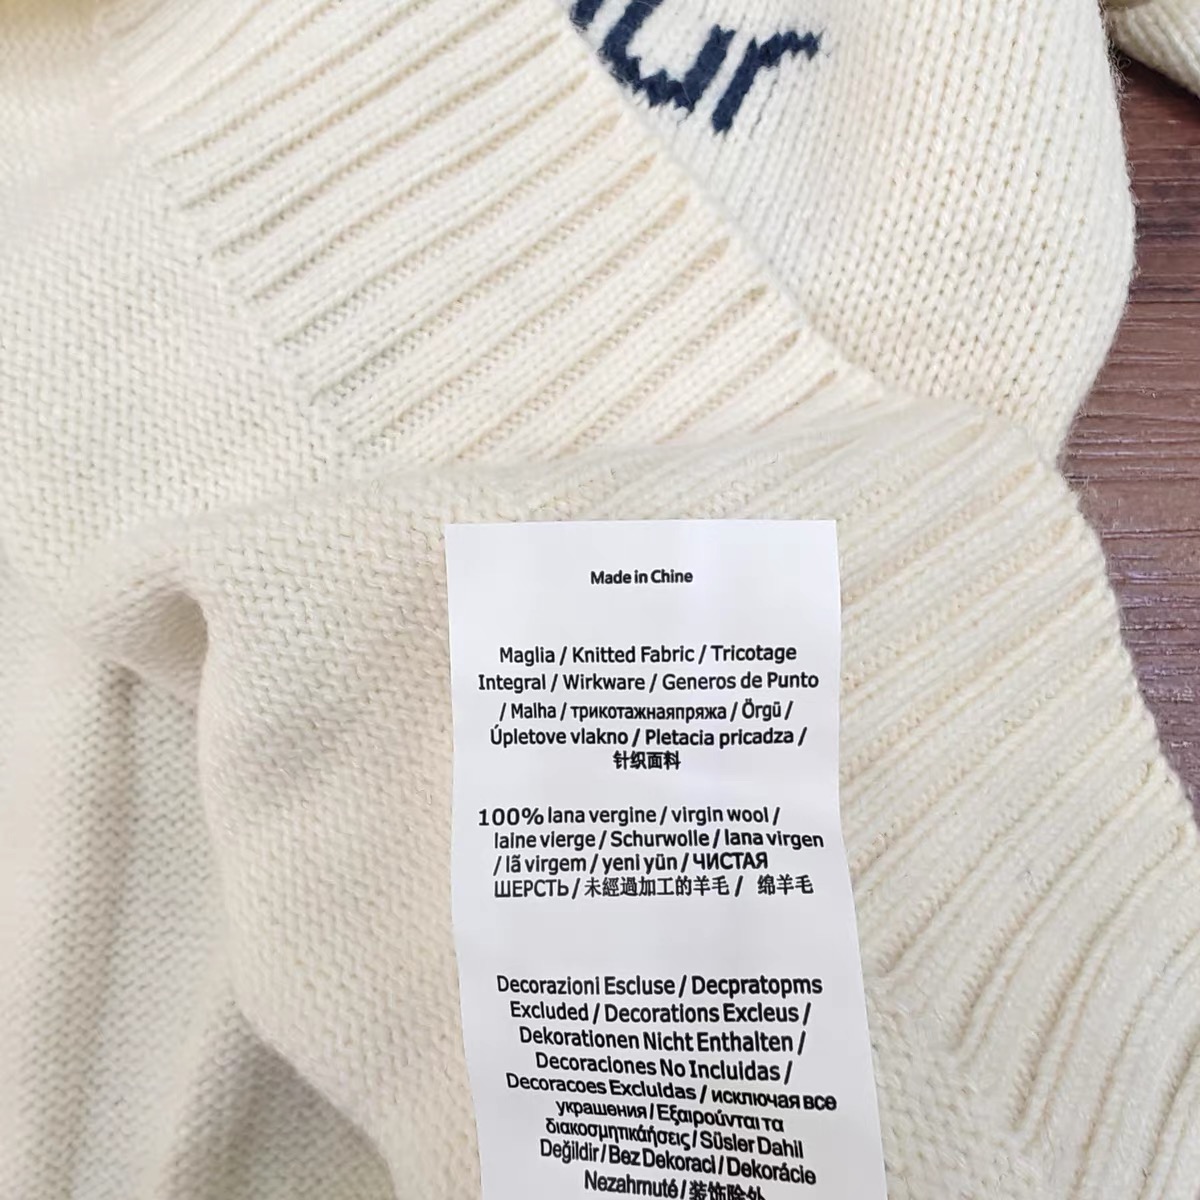 ur
Made in Chine
Maglia / Knitted Fabric / Tricotage
Integral / Wirkware / Generos de Punto
/ Malha / трикотажнаяпряжа / Örgü /
Úpletove vlakno / Pletacia pricadza /
针织面料
100% lana vergine / virgin wool /
laine vierge / Schurwolle / lana virgen
/ lã virgem / yeni yün / ЧИСТАЯ
ШЕРСТЬ / 未經過加工的羊毛 / 绵羊毛
Decorazioni Escluse / Decpratopms
Excluded / Decorations Excleus /
Dekorationen Nicht Enthalten /
Decoraciones No Incluidas /
Decoracoes Excluldas / исключая все
украшения / Εξαιρούνται τα
διακοσμητικάήσεις / Süsler Dahil
Değildir / Bez Dekoraci / Dekorácie
Nezahrnuté / 装饰除外